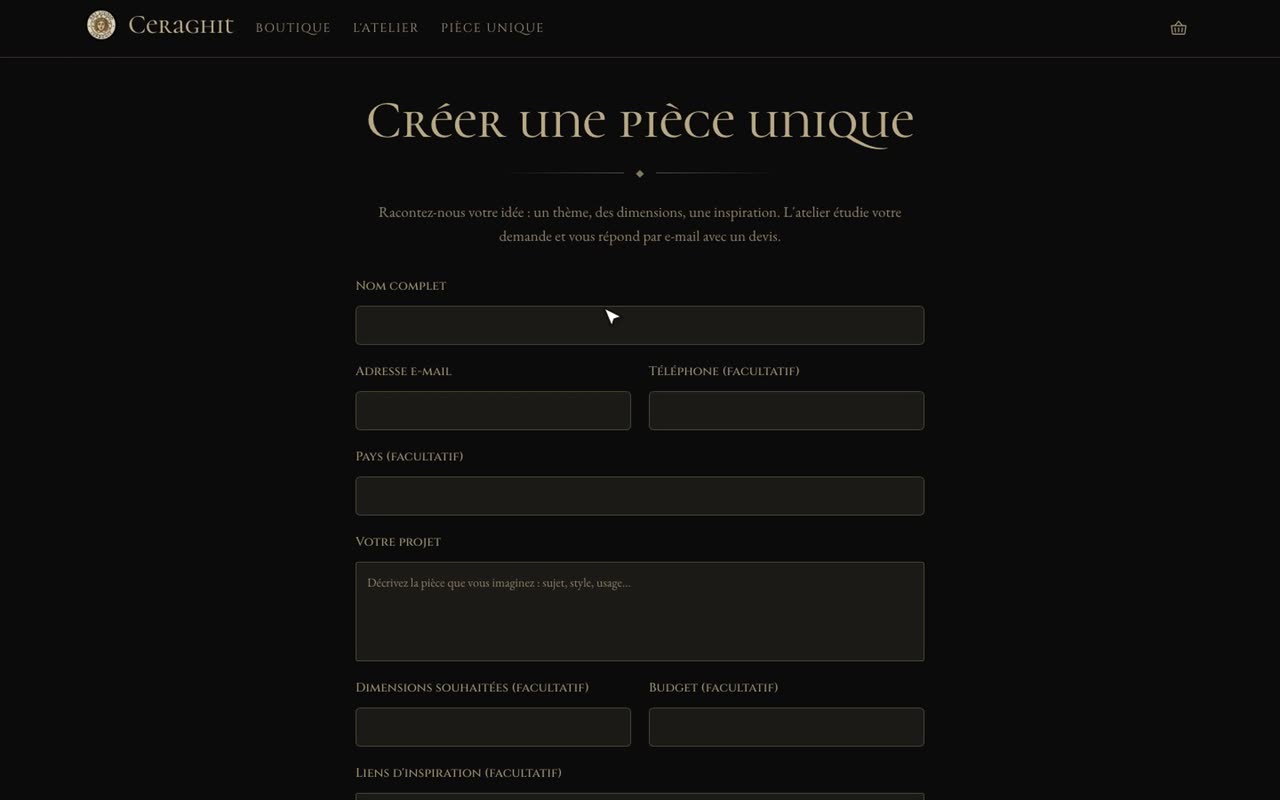 Ceraghit BOUTIQUE L'ATELIER PIÈCE UNIQUE
Créer une pièce unique
Racontez-nous votre idée : un thème, des dimensions, une inspiration. L'atelier étudie votre
demande et vous répond par e-mail avec un devis.
Nom complet
Adresse e-mail Téléphone (facultatif)
Pays (facultatif)
Votre projet
Décrivez la pièce que vous imaginez : sujet, style, usage...
Dimensions souhaitées (facultatif) Budget (facultatif)
Liens d'inspiration (facultatif)